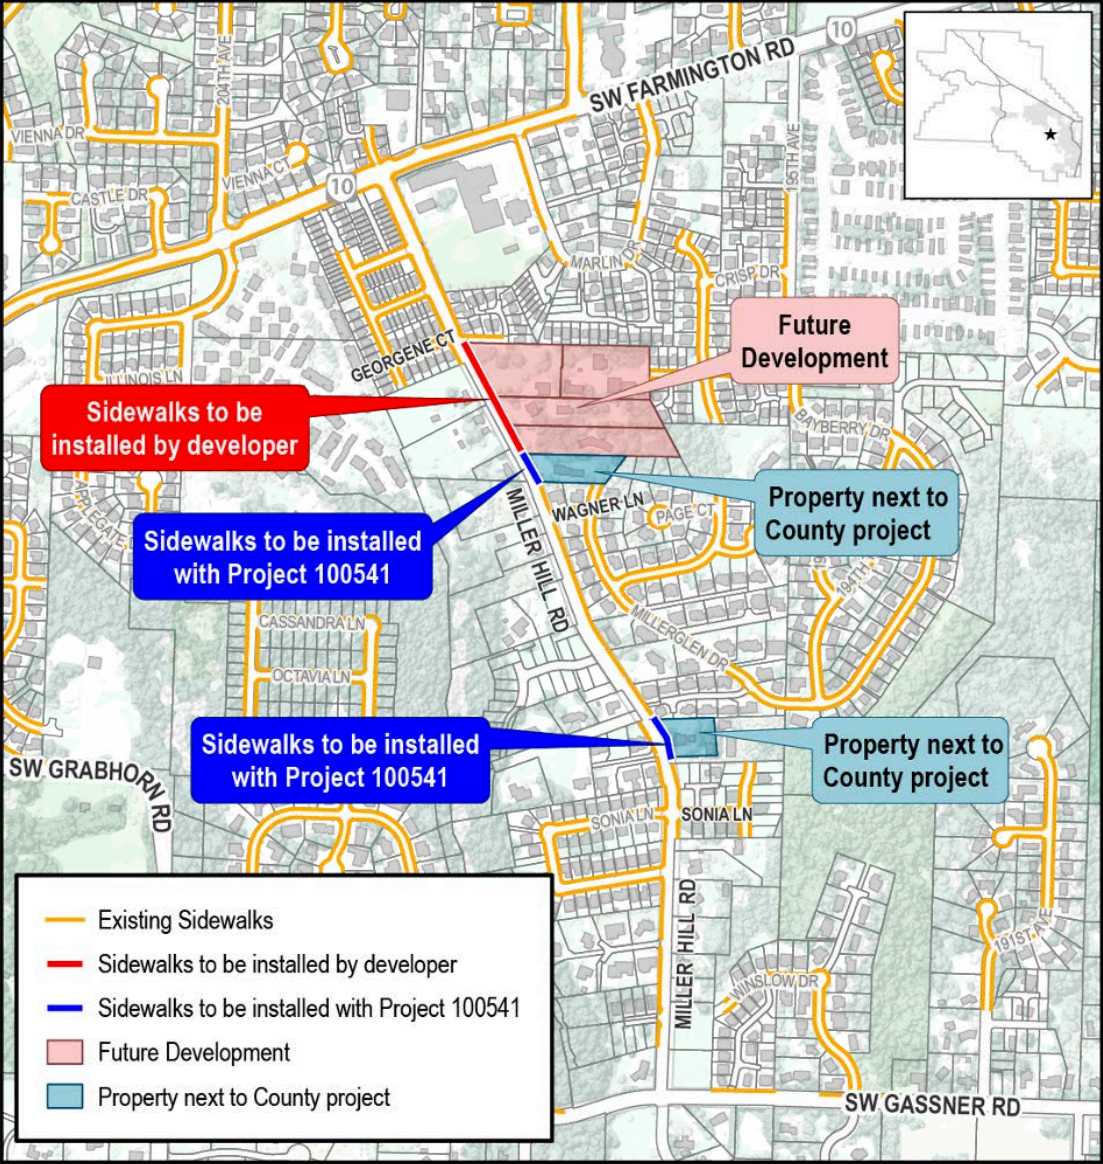 10
SW FARMINGTON RD
204TH AVE
VIENNA DR
VIENNA CT
CASTLE DR
10
195TH AVE
MARLIN DR
CRISP DR
GEORGENE CT
Future
Development
ILLINOIS LN
Sidewalks to be
installed by developer
BAYBERRY DR
APPLEGATE
Property next to
County project
WAGNER LN
PAGE CT
MILLER HILL RD
Sidewalks to be installed
with Project 100541
194TH
CASSANDRA LN
MILLERGLEN DR
OCTAVIA LN
Sidewalks to be installed
with Project 100541
Property next to
County project
SW GRABHORN RD
SONIA LN
SONIA LN
MILLER HILL RD
191ST AVE
WINSLOW DR
SW GASSNER RD
Existing Sidewalks
Sidewalks to be installed by developer
Sidewalks to be installed with Project 100541
Future Development
Property next to County project